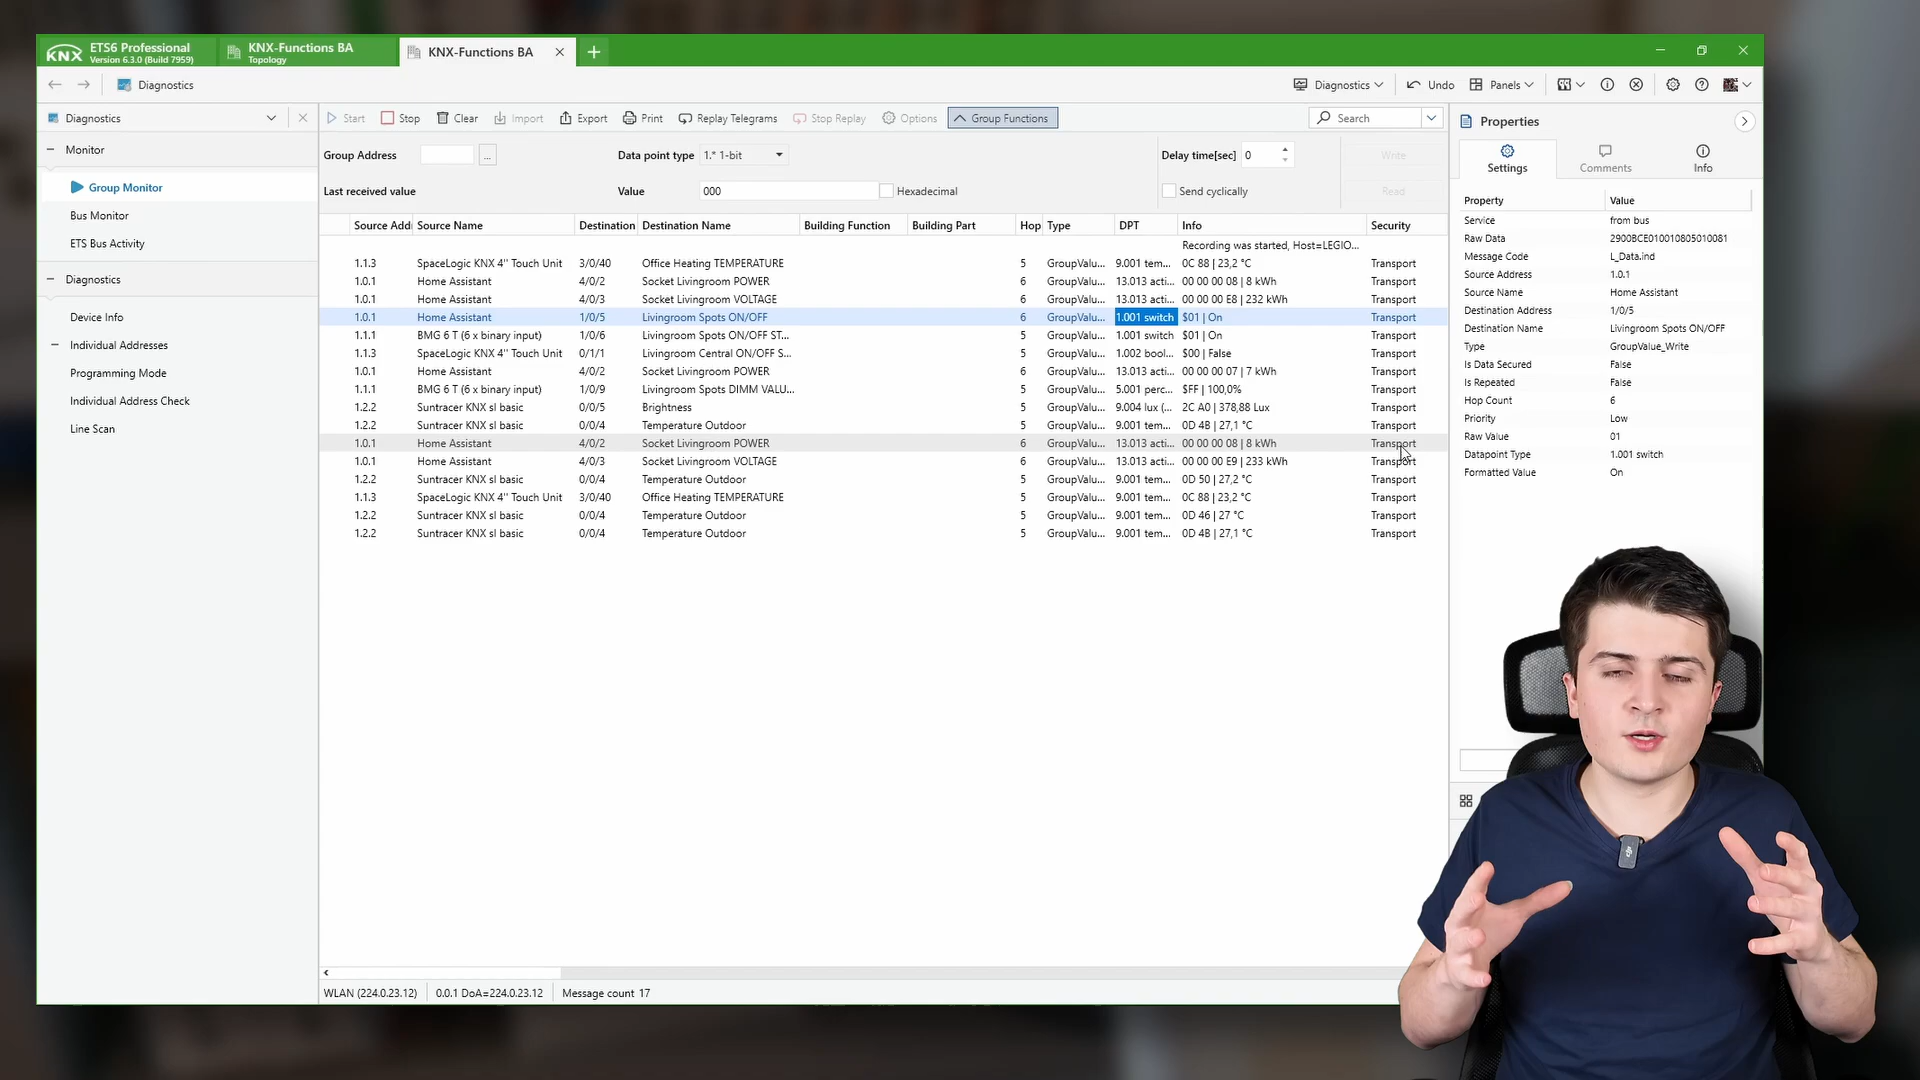 KNX ETS6 Professional
Version 6.3.0 (Build 7959)
KNX-Functions BA
Topology
KNX-Functions BA
Diagnostics
Diagnostics Undo Panels
Diagnostics
Start Stop Clear Import Export Print Replay Telegrams Stop Replay Options Group Functions Search
Monitor
Group Monitor
Bus Monitor
ETS Bus Activity
Diagnostics
Device Info
Individual Addresses
Programming Mode
Individual Address Check
Line Scan
Group Address ... Data point type 1.* 1-bit Delay time[sec] 0 Write
Last received value Value 000 Hexadecimal Send cyclically Read
Source Addr Source Name Destination Destination Name Building Function Building Part Hop Type DPT Info Security
Recording was started, Host=LEGIO...
1.1.3 SpaceLogic KNX 4'' Touch Unit 3/0/40 Office Heating TEMPERATURE 5 GroupValu... 9.001 tem... 0C 88 | 23,2 °C Transport
1.0.1 Home Assistant 4/0/2 Socket Livingroom POWER 6 GroupValu... 13.013 acti... 00 00 00 08 | 8 kWh Transport
1.0.1 Home Assistant 4/0/3 Socket Livingroom VOLTAGE 6 GroupValu... 13.013 acti... 00 00 00 E8 | 232 kWh Transport
1.0.1 Home Assistant 1/0/5 Livingroom Spots ON/OFF 6 GroupValu... 1.001 switch $01 | On Transport
1.1.1 BMG 6 T (6 x binary input) 1/0/6 Livingroom Spots ON/OFF ST... 5 GroupValu... 1.001 switch $01 | On Transport
1.1.3 SpaceLogic KNX 4'' Touch Unit 0/1/1 Livingroom Central ON/OFF S... 5 GroupValu... 1.002 bool... $00 | False Transport
1.0.1 Home Assistant 4/0/2 Socket Livingroom POWER 6 GroupValu... 13.013 acti... 00 00 00 07 | 7 kWh Transport
1.1.1 BMG 6 T (6 x binary input) 1/0/9 Livingroom Spots DIMM VALU... 5 GroupValu... 5.001 perc... $FF | 100,0% Transport
1.2.2 Suntracer KNX sl basic 0/0/5 Brightness 5 GroupValu... 9.004 lux (... 2C A0 | 378,88 Lux Transport
1.2.2 Suntracer KNX sl basic 0/0/4 Temperature Outdoor 5 GroupValu... 9.001 tem... 0D 4B | 27,1 °C Transport
1.0.1 Home Assistant 4/0/2 Socket Livingroom POWER 6 GroupValu... 13.013 acti... 00 00 00 08 | 8 kWh Transport
1.0.1 Home Assistant 4/0/3 Socket Livingroom VOLTAGE 6 GroupValu... 13.013 acti... 00 00 00 E9 | 233 kWh Transport
1.2.2 Suntracer KNX sl basic 0/0/4 Temperature Outdoor 5 GroupValu... 9.001 tem... 0D 50 | 27,2 °C Transport
1.1.3 SpaceLogic KNX 4'' Touch Unit 3/0/40 Office Heating TEMPERATURE 5 GroupValu... 9.001 tem... 0C 88 | 23,2 °C Transport
1.2.2 Suntracer KNX sl basic 0/0/4 Temperature Outdoor 5 GroupValu... 9.001 tem... 0D 46 | 27 °C Transport
1.2.2 Suntracer KNX sl basic 0/0/4 Temperature Outdoor 5 GroupValu... 9.001 tem... 0D 4B | 27,1 °C Transport
WLAN (224.0.23.12) 0.0.1 DoA=224.0.23.12 Message count 17
Properties
Settings Comments Info
Property Value
Service from bus
Raw Data 2900BCE010010805010081
Message Code L_Data.ind
Source Address 1.0.1
Source Name Home Assistant
Destination Address 1/0/5
Destination Name Livingroom Spots ON/OFF
Type GroupValue_Write
Is Data Secured False
Is Repeated False
Hop Count 6
Priority Low
Raw Value 01
Datapoint Type 1.001 switch
Formatted Value On